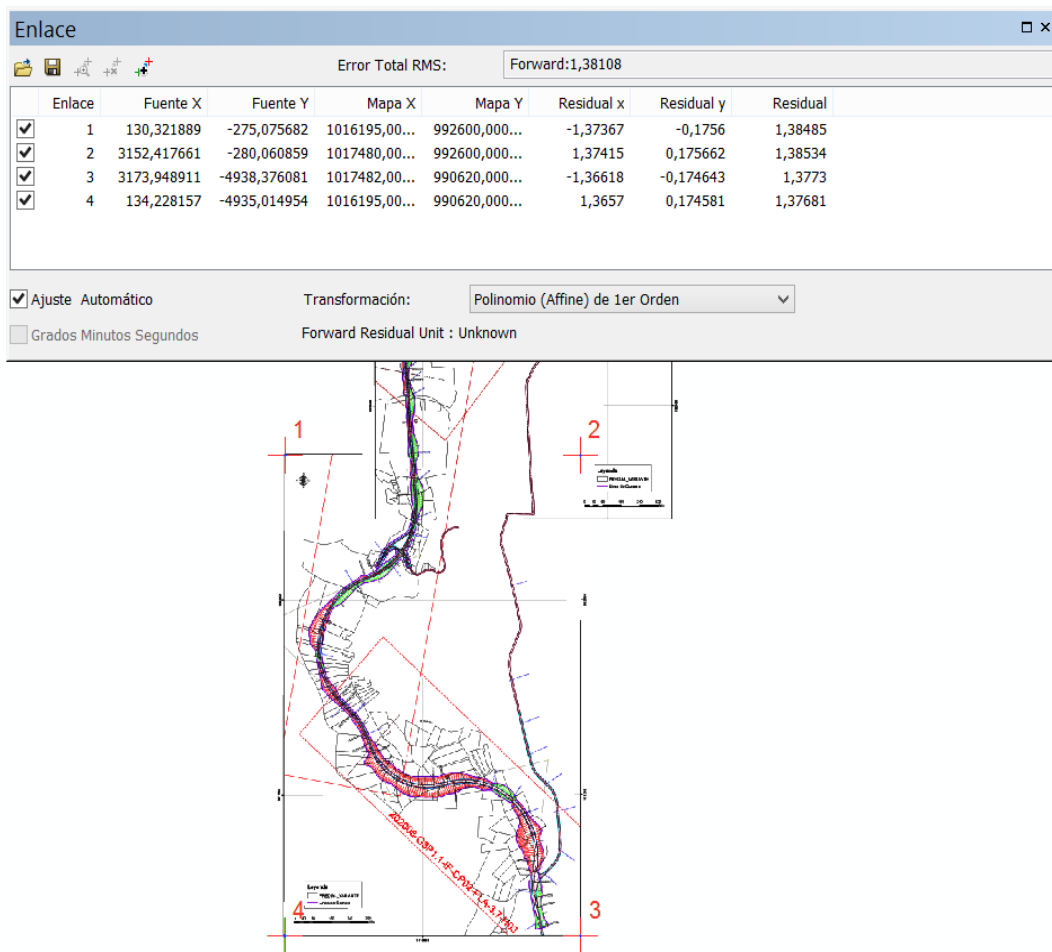 Enlace
Error Total RMS: Forward:1,38108
Enlace Fuente X Fuente Y Mapa X Mapa Y Residual x Residual y Residual
1 130,321889 -275,075682 1016195,00... 992600,000... -1,37367 -0,1756 1,38485
2 3152,417661 -280,060859 1017480,00... 992600,000... 1,37415 0,175662 1,38534
3 3173,948911 -4938,376081 1017482,00... 990620,000... -1,36618 -0,174643 1,3773
4 134,228157 -4935,014954 1016195,00... 990620,000... 1,3657 0,174581 1,37681
Ajuste Automático Transformación: Polinomio (Affine) de 1er Orden
Grados Minutos Segundos Forward Residual Unit : Unknown
1 2
4 3